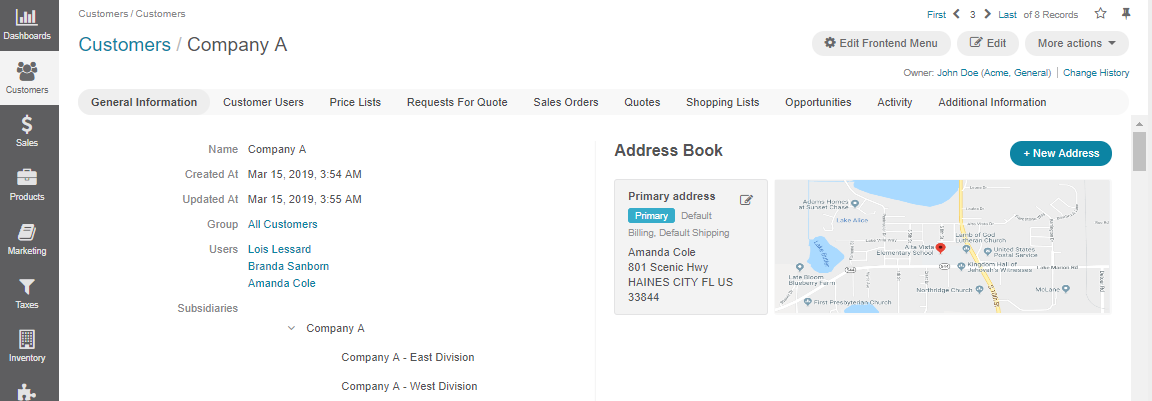 Dashboards
Customers
Sales
Products
Marketing
Taxes
Inventory
Customers / Customers
First 3 Last of 8 Records
Customers / Company A
Edit Frontend Menu
Edit
More actions
Owner: John Doe (Acme, General) | Change History
General Information
Customer Users
Price Lists
Requests For Quote
Sales Orders
Quotes
Shopping Lists
Opportunities
Activity
Additional Information
Name Company A
Created At Mar 15, 2019, 3:54 AM
Updated At Mar 15, 2019, 3:55 AM
Group All Customers
Users Lois Lessard
Branda Sanborn
Amanda Cole
Subsidiaries
Company A
Company A - East Division
Company A - West Division
Address Book
+ New Address
Primary address
Primary Default
Billing, Default Shipping
Amanda Cole
801 Scenic Hwy
HAINES CITY FL US
33844
Adams Homes
at Sunset Chase
Lake Alice
Alta Vista
Elementary School
Lamb of God
Lutheran Church
United States
Postal Service
Kingdom Hall of
Jehovah's Witnesses
Lake Marion Rd
544
544
Late Bloom
Blueberry Farm
Northridge Church
McLane
First Presbyterian Church
S 10th St